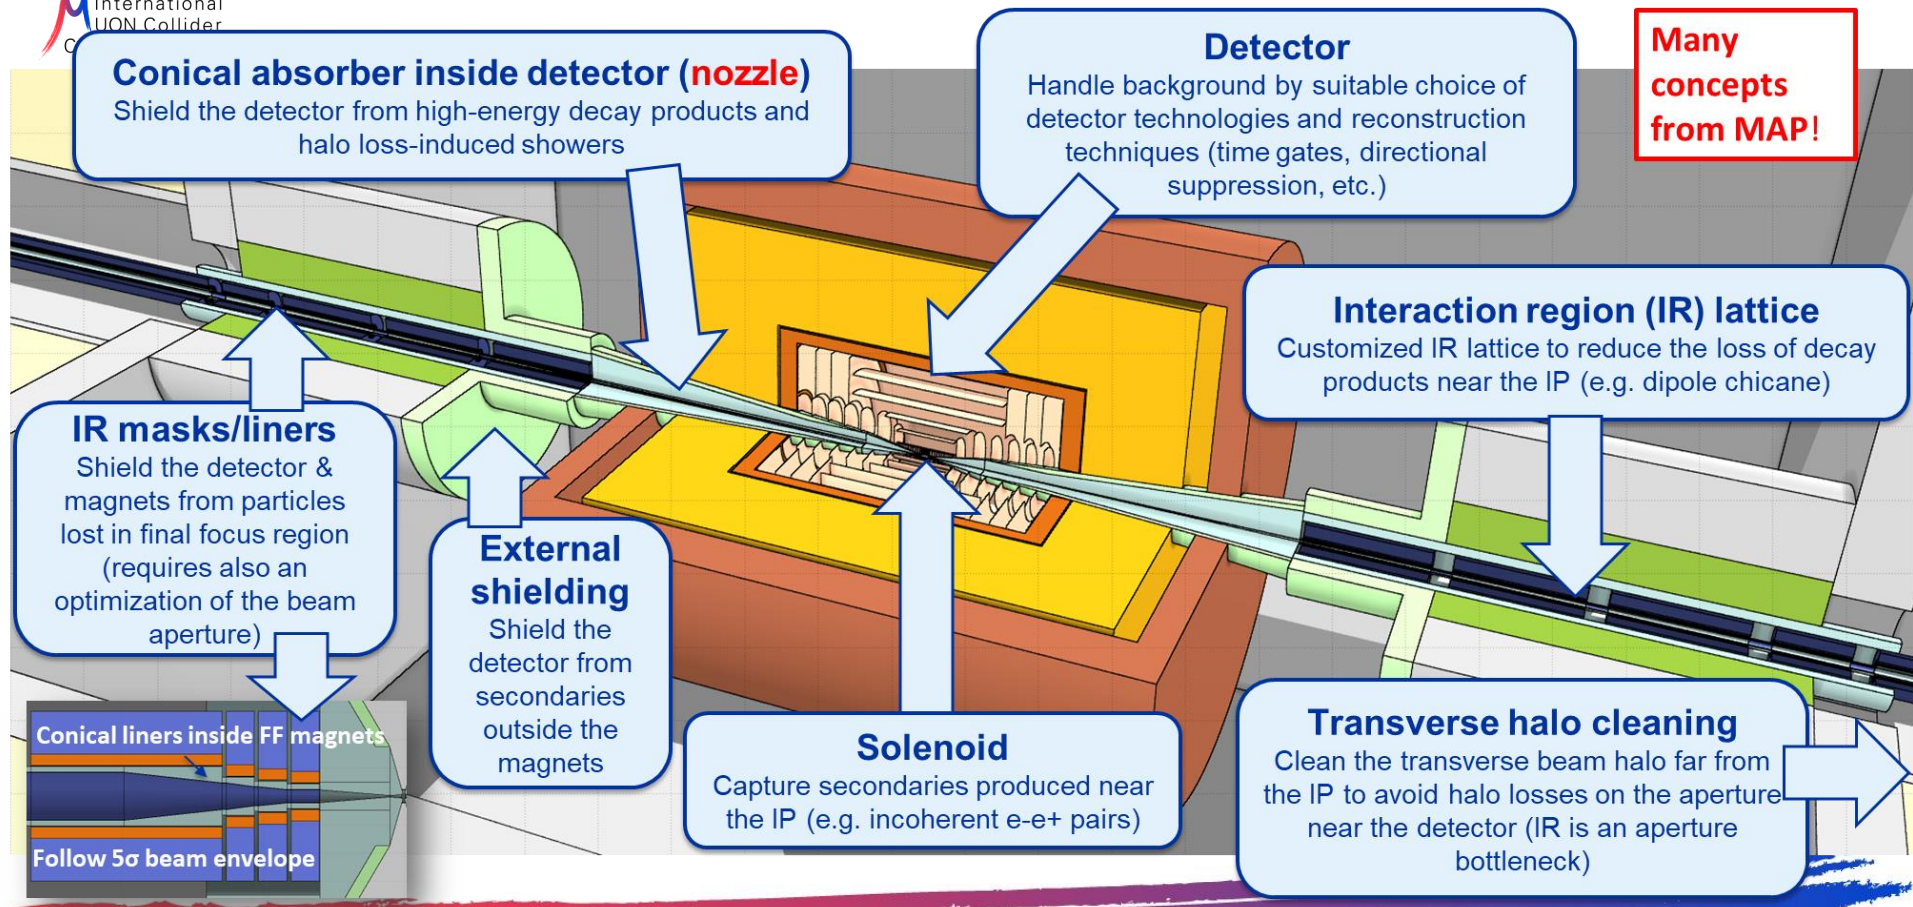 International
UON Collider
Conical absorber inside detector (nozzle)
Shield the detector from high-energy decay products and
halo loss-induced showers
Detector
Handle background by suitable choice of
detector technologies and reconstruction
techniques (time gates, directional
suppression, etc.)
Many
concepts
from MAP!
Interaction region (IR) lattice
Customized IR lattice to reduce the loss of decay
products near the IP (e.g. dipole chicane)
IR masks/liners
Shield the detector &
magnets from particles
lost in final focus region
(requires also an
optimization of the beam
aperture)
External
shielding
Shield the
detector from
secondaries
outside the
magnets
Solenoid
Capture secondaries produced near
the IP (e.g. incoherent e-e+ pairs)
Transverse halo cleaning
Clean the transverse beam halo far from
the IP to avoid halo losses on the aperture
near the detector (IR is an aperture
bottleneck)
Conical liners inside FF magnets
Follow 5σ beam envelope